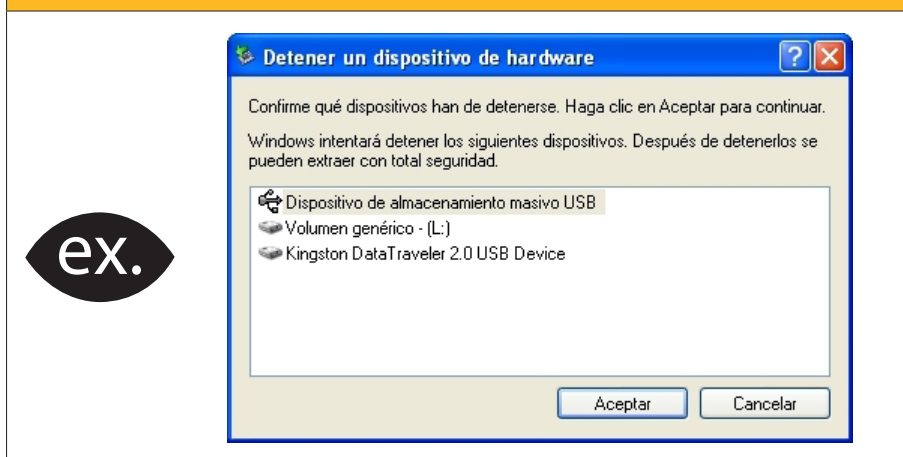 Detener un dispositivo de hardware
Confirme qué dispositivos han de detenerse. Haga clic en Aceptar para continuar.
Windows intentará detener los siguientes dispositivos. Después de detenerlos se
pueden extraer con total seguridad.
Dispositivo de almacenamiento masivo USB
Volumen genérico - (L:)
ex.
Kingston DataTraveler 2.0 USB Device
Aceptar
Cancelar